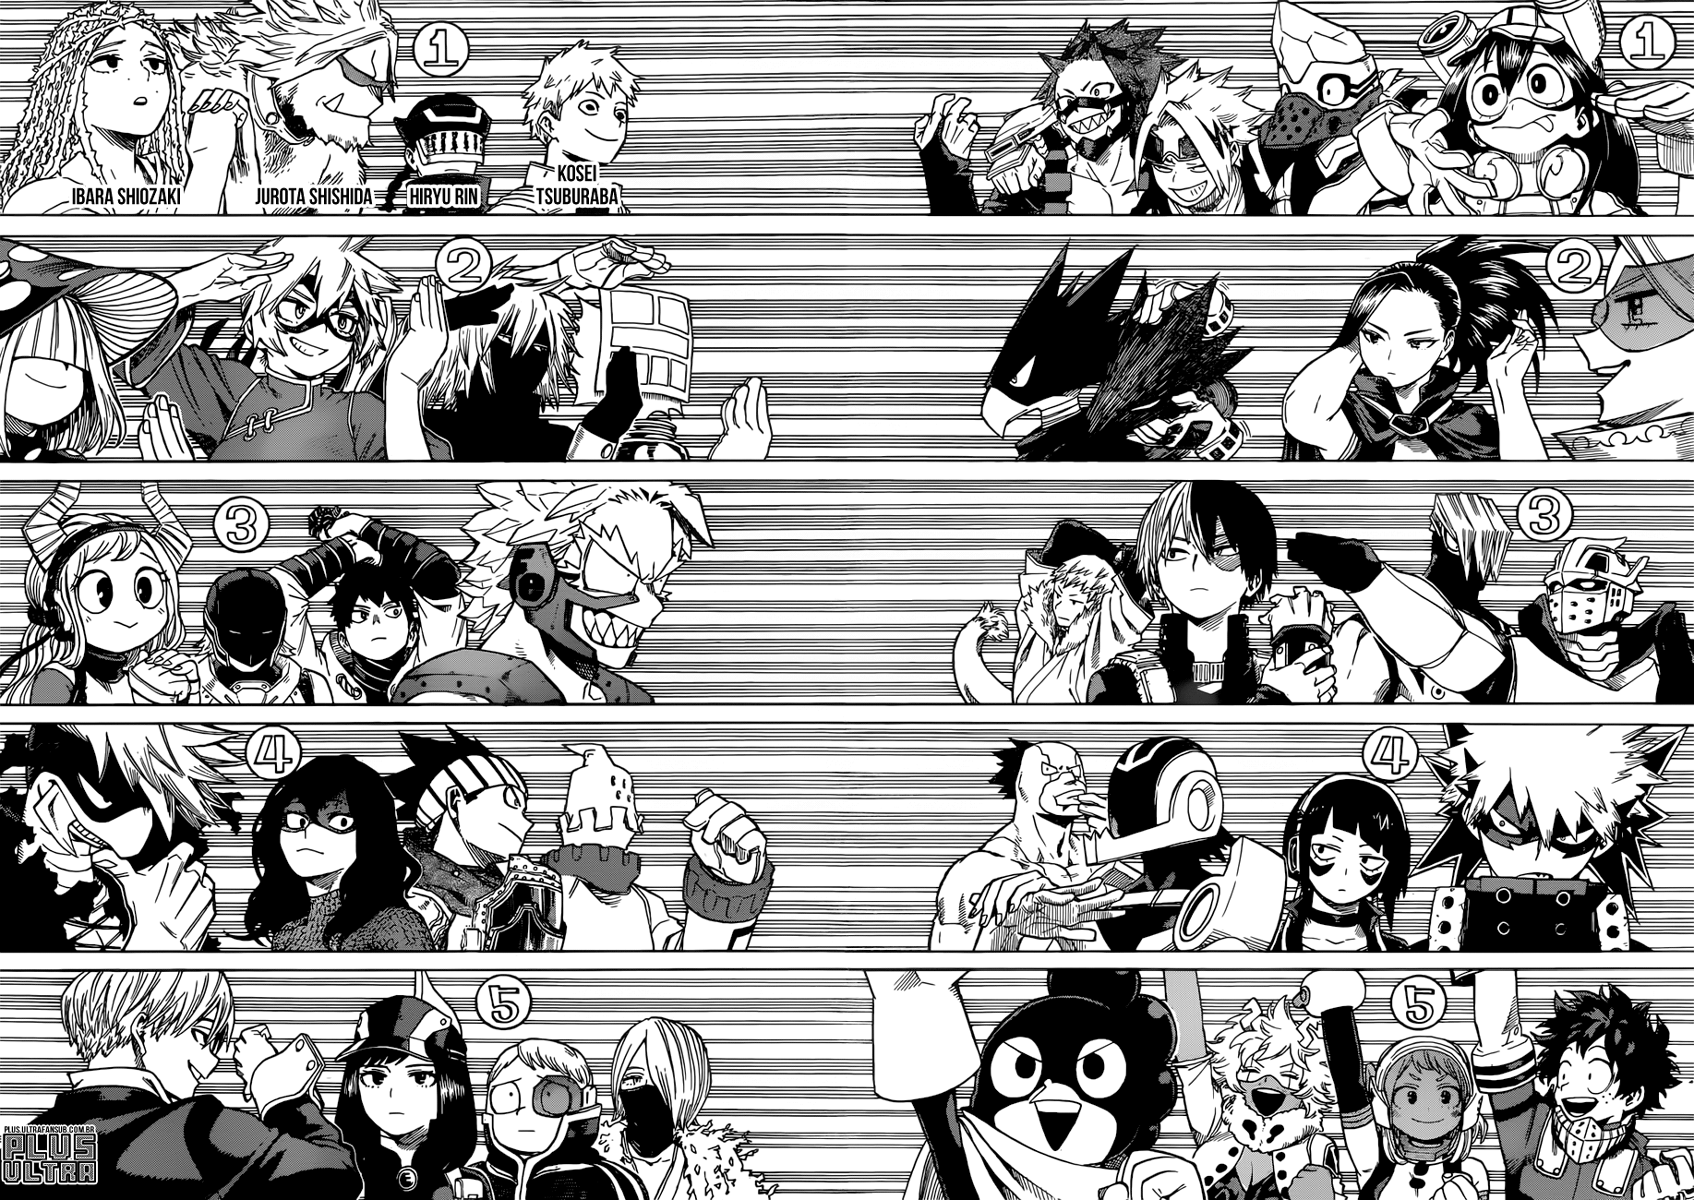 1
1
IBARA SHIOZAKI
JUROTA SHISHIDA
HIRYU RIN
KOSEI
TSUBURABA
2
2
3
3
4
4
5
5
E
PLUS.ULTRAFANSUB.COM.BR
PLUS
ULTRA